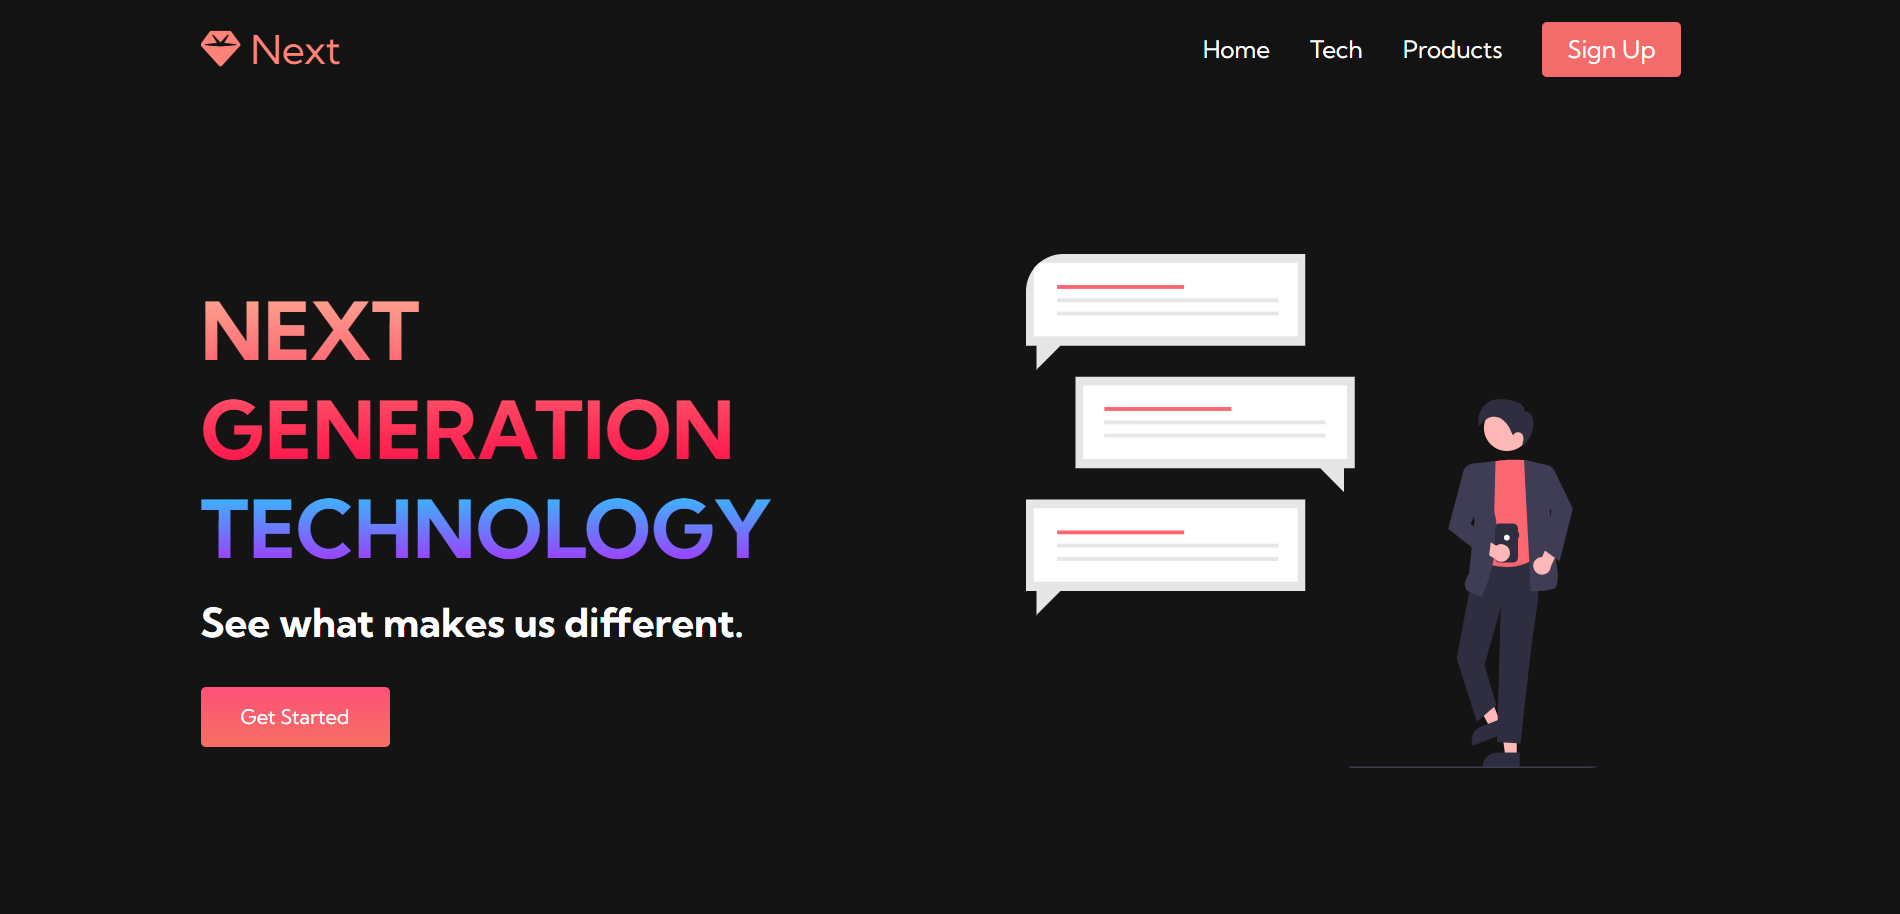 Next
Home Tech Products Sign Up
NEXT
GENERATION
TECHNOLOGY
See what makes us different.
Get Started